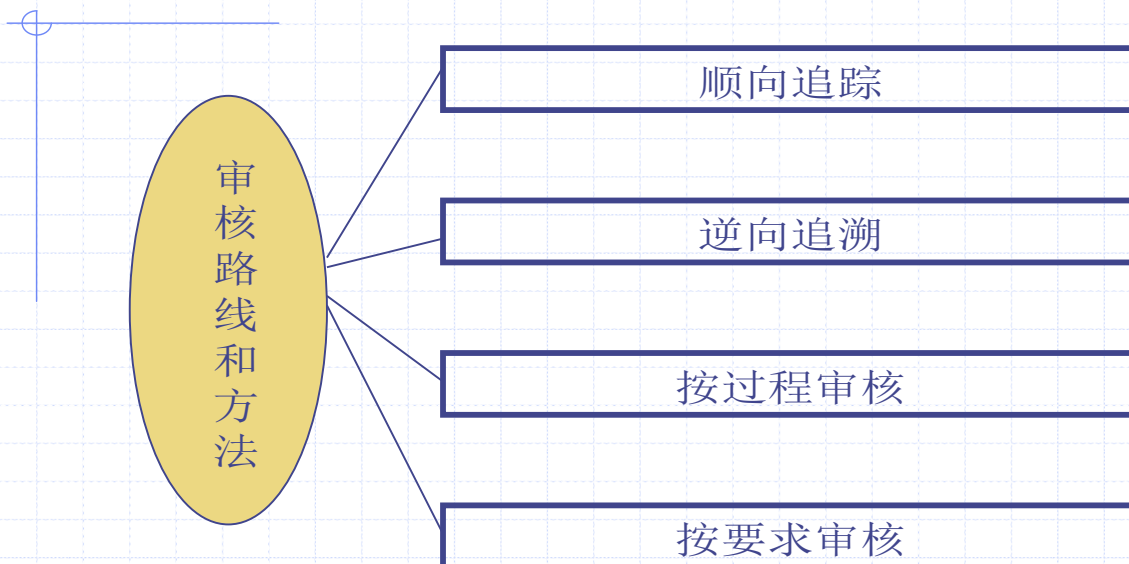 审核路线和方法
顺向追踪
逆向追溯
按过程审核
按要求审核